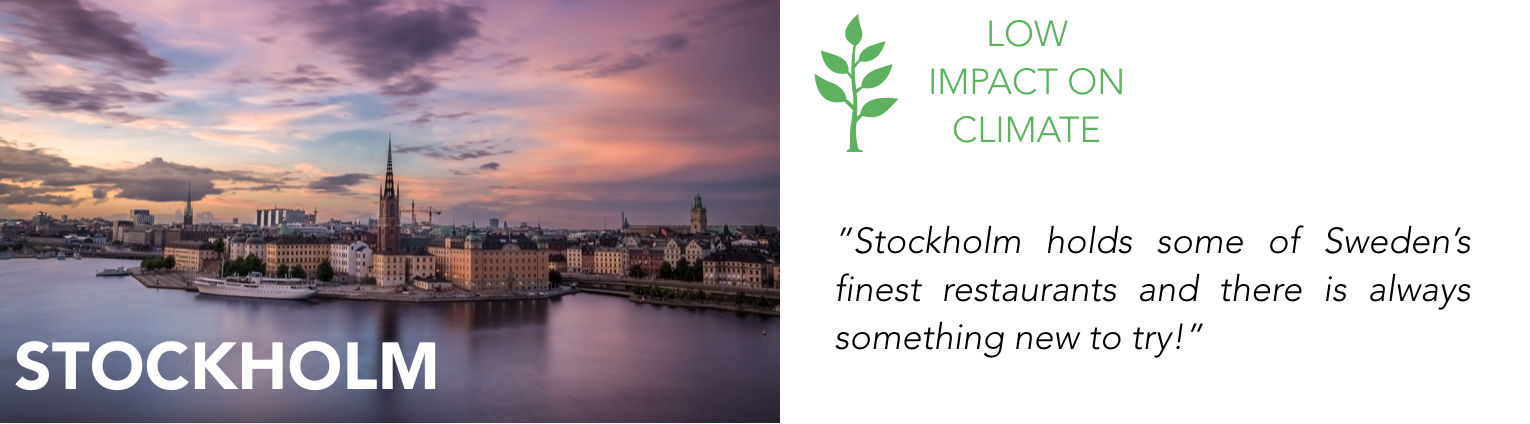 STOCKHOLM
LOW
IMPACT ON
CLIMATE
”Stockholm holds some of Sweden’s
finest restaurants and there is always
something new to try!”